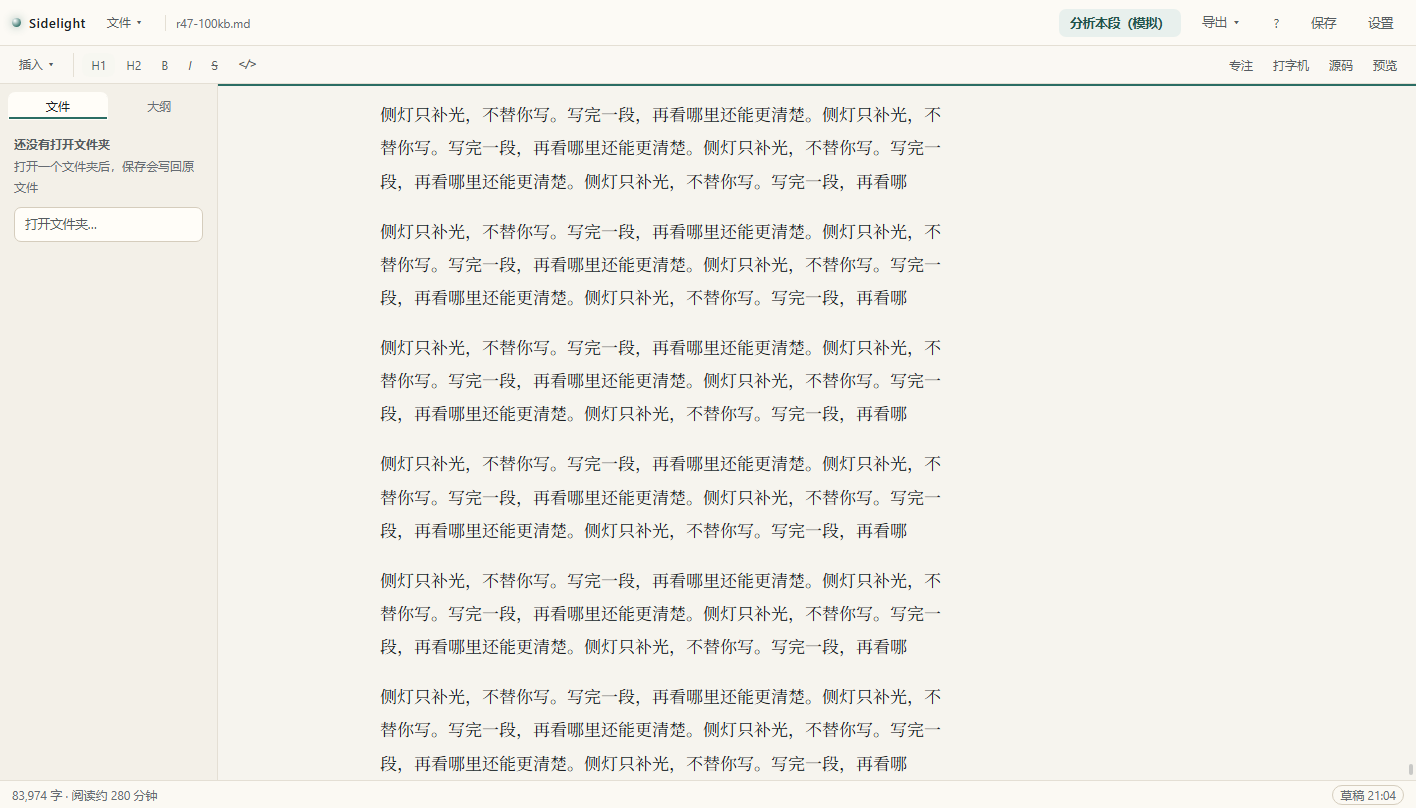 Sidelight 文件 ▾ r47-100kb.md 分析本段（模拟） 导出 ▾ ? 保存 设置
插入 ▾ H1 H2 B I S </> 专注 打字机 源码 预览
文件 大纲
还没有打开文件夹
打开一个文件夹后，保存会写回原
文件
打开文件夹...
侧灯只补光，不替你写。写完一段，再看哪里还能更清楚。侧灯只补光，不
替你写。写完一段，再看哪里还能更清楚。侧灯只补光，不替你写。写完一
段，再看哪里还能更清楚。侧灯只补光，不替你写。写完一段，再看哪
侧灯只补光，不替你写。写完一段，再看哪里还能更清楚。侧灯只补光，不
替你写。写完一段，再看哪里还能更清楚。侧灯只补光，不替你写。写完一
段，再看哪里还能更清楚。侧灯只补光，不替你写。写完一段，再看哪
侧灯只补光，不替你写。写完一段，再看哪里还能更清楚。侧灯只补光，不
替你写。写完一段，再看哪里还能更清楚。侧灯只补光，不替你写。写完一
段，再看哪里还能更清楚。侧灯只补光，不替你写。写完一段，再看哪
侧灯只补光，不替你写。写完一段，再看哪里还能更清楚。侧灯只补光，不
替你写。写完一段，再看哪里还能更清楚。侧灯只补光，不替你写。写完一
段，再看哪里还能更清楚。侧灯只补光，不替你写。写完一段，再看哪
侧灯只补光，不替你写。写完一段，再看哪里还能更清楚。侧灯只补光，不
替你写。写完一段，再看哪里还能更清楚。侧灯只补光，不替你写。写完一
段，再看哪里还能更清楚。侧灯只补光，不替你写。写完一段，再看哪
侧灯只补光，不替你写。写完一段，再看哪里还能更清楚。侧灯只补光，不
替你写。写完一段，再看哪里还能更清楚。侧灯只补光，不替你写。写完一
段，再看哪里还能更清楚。侧灯只补光，不替你写。写完一段，再看哪
83,974 字 · 阅读约 280 分钟 草稿 21:04